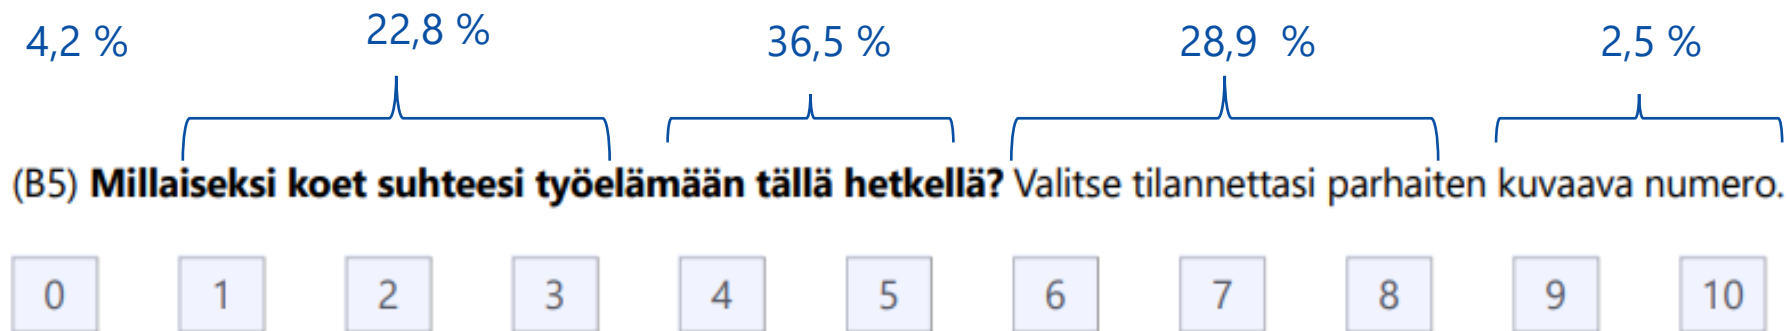 4,2 % 22,8 % 36,5 % 28,9 % 2,5 %
(B5) Millaiseksi koet suhteesi työelämään tällä hetkellä? Valitse tilannettasi parhaiten kuvaava numero.
0 1 2 3 4 5 6 7 8 9 10